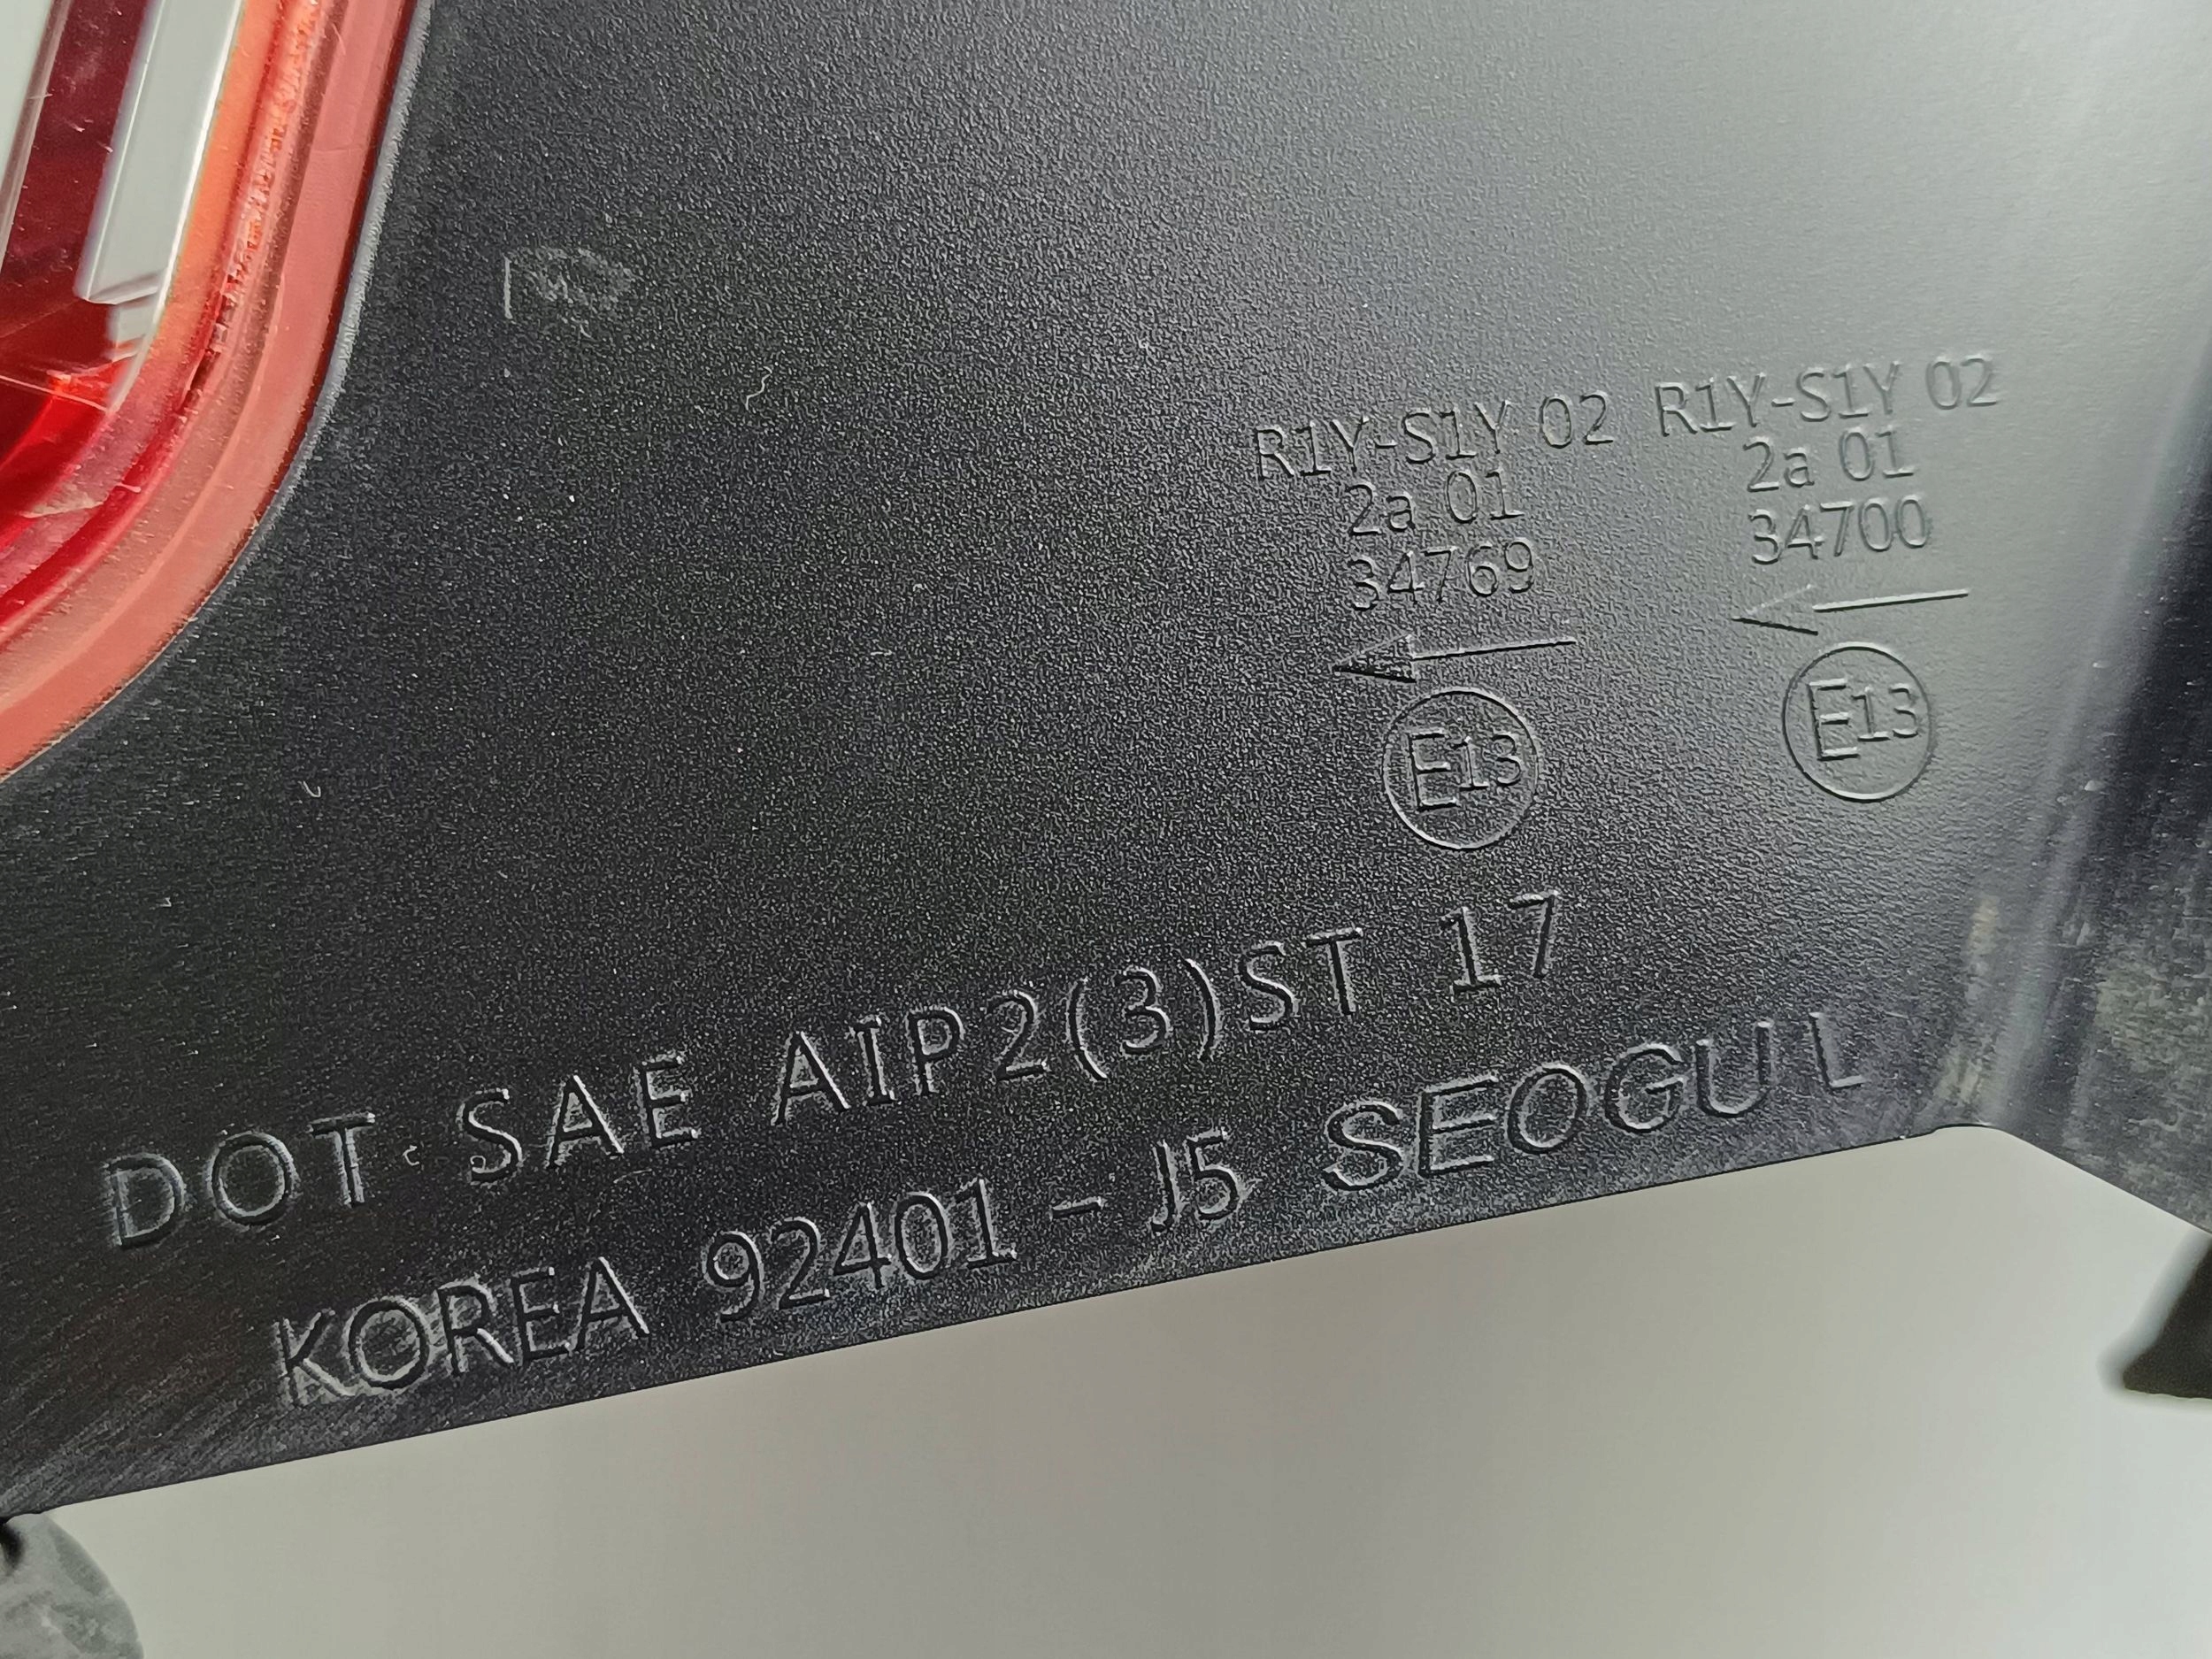 R1Y-S1Y 02
2a 01
34769
E13
R1Y-S1Y 02
2a 01
34700
E13
DOT SAE AIP2(3)ST 17
KOREA 92401 - J5 SEOGUL